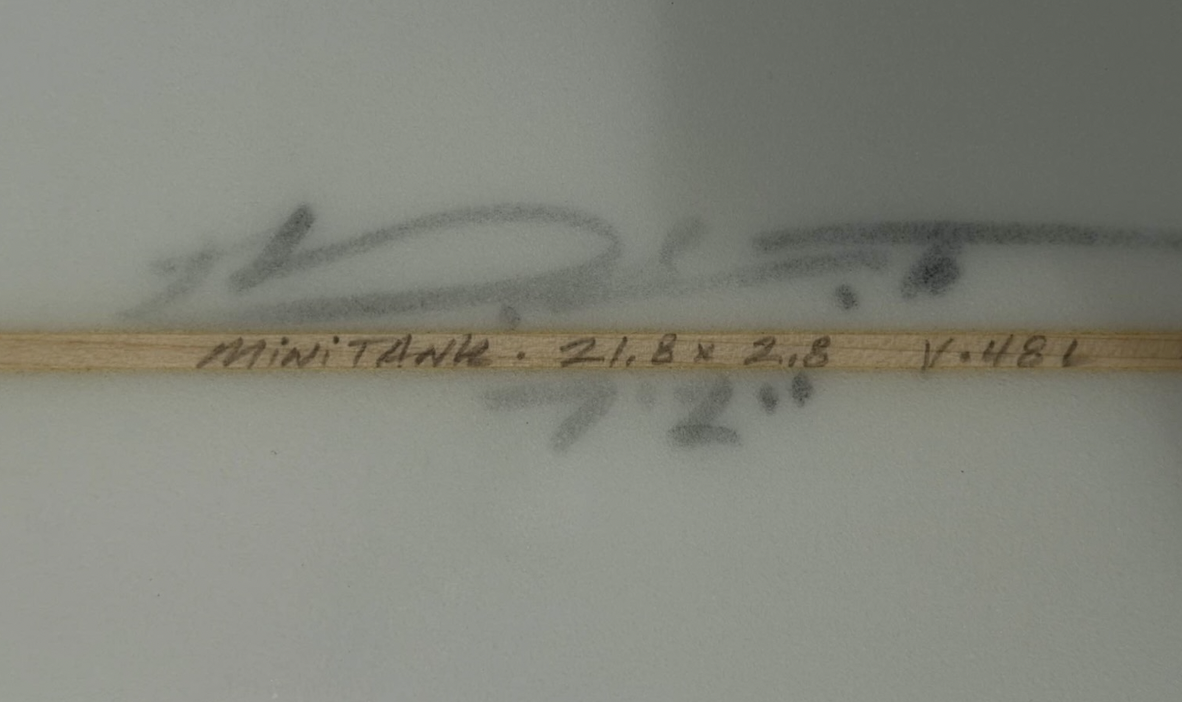 MiNiTANK . 21.8 x 2.8 V.48L
7'2"